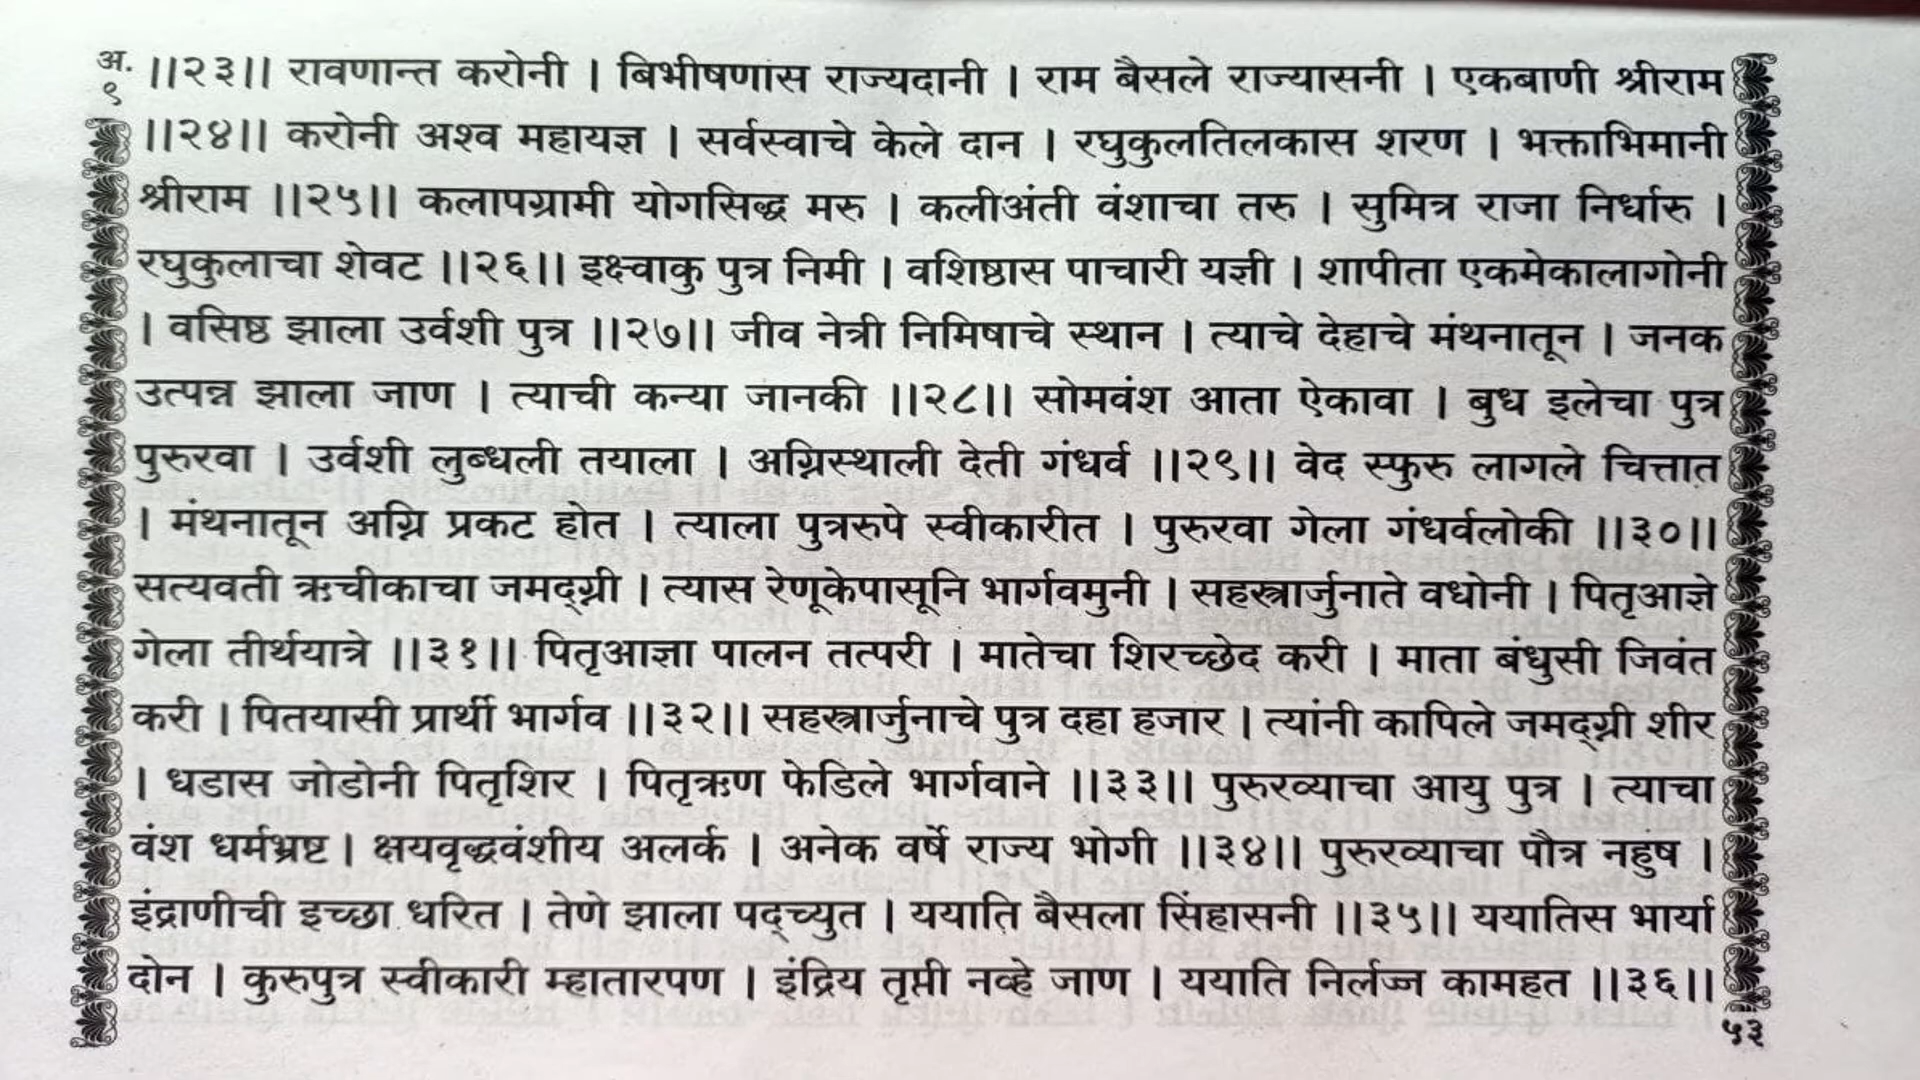 अ. ||२३|| रावणान्त करोनी | बिभीषणास राज्यदानी | राम बैसले राज्यासनी | एकबाणी श्रीराम
९
||२४|| करोनी अश्व महायज्ञ | सर्वस्वाचे केले दान | रघुकुलतिलकास शरण | भक्ताभिमानी
श्रीराम ||२५|| कलापग्रामी योगसिद्ध मरु | कलीअंती वंशाचा तरु | सुमित्र राजा निर्धारु |
रघुकुलाचा शेवट ||२६|| इक्ष्वाकु पुत्र निमी | वशिष्ठास पाचारी यज्ञी | शापीता एकमेकालागोनी
| वसिष्ठ झाला उर्वशी पुत्र ||२७|| जीव नेत्री निमिषाचे स्थान | त्याचे देहाचे मंथनातून | जनक
उत्पन्न झाला जाण | त्याची कन्या जानकी ||२८|| सोमवंश आता ऐकावा | बुध इलेचा पुत्र
पुरुरवा | उर्वशी लुब्धली तयाला | अग्निस्थाली देती गंधर्व ||२९|| वेद स्फुरु लागले चित्तात
| मंथनातून अग्नि प्रकट होत | त्याला पुत्ररुपे स्वीकारीत | पुरुरवा गेला गंधर्वलोकी ||३०||
सत्यवती ऋचीकाचा जमद्ग्नी | त्यास रेणूकेपासूनि भार्गवमुनी | सहस्त्रार्जुनाते वधोनी | पितृआज्ञे
गेला तीर्थयात्रे ||३१|| पितृआज्ञा पालन तत्परी | मातेचा शिरच्छेद करी | माता बंधुसी जिवंत
करी | पितयासी प्रार्थी भार्गव ||३२|| सहस्त्रार्जुनाचे पुत्र दहा हजार | त्यांनी कापिले जमद्ग्नी शीर
| धडास जोडोनी पितृशिर | पितृऋण फेडिले भार्गवाने ||३३|| पुरुरव्याचा आयु पुत्र | त्याचा
वंश धर्मभ्रष्ट | क्षयवृद्धवंशीय अलर्क | अनेक वर्षे राज्य भोगी ||३४|| पुरुरव्याचा पौत्र नहुष |
इंद्राणीची इच्छा धरित | तेणे झाला पद्च्युत | ययाति बैसला सिंहासनी ||३५|| ययातिस भार्या
दोन | कुरुपुत्र स्वीकारी म्हातारपण | इंद्रिय तृप्ती नव्हे जाण | ययाति निर्लज्ज कामहत ||३६||
५३